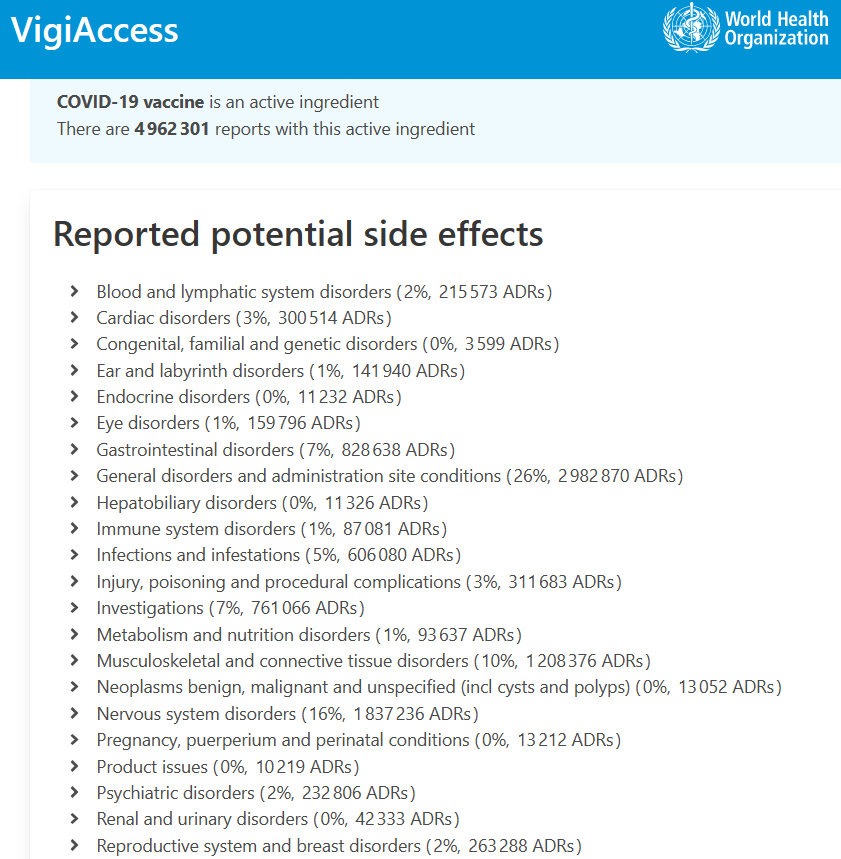 VigiAccess
World Health
Organization
COVID-19 vaccine is an active ingredient
There are 4 962 301 reports with this active ingredient
Reported potential side effects
Blood and lymphatic system disorders (2%, 215 573 ADRs)
Cardiac disorders (3%, 300 514 ADRs)
Congenital, familial and genetic disorders (0%, 3 599 ADRs)
Ear and labyrinth disorders (1%, 141 940 ADRs)
Endocrine disorders (0%, 11 232 ADRs)
Eye disorders (1%, 159 796 ADRs)
Gastrointestinal disorders (7%, 828 638 ADRs)
General disorders and administration site conditions (26%, 2 982 870 ADRs)
Hepatobiliary disorders (0%, 11 326 ADRs)
Immune system disorders (1%, 87 081 ADRs)
Infections and infestations (5%, 606 080 ADRs)
Injury, poisoning and procedural complications (3%, 311 683 ADRs)
Investigations (7%, 761 066 ADRs)
Metabolism and nutrition disorders (1%, 93 637 ADRs)
Musculoskeletal and connective tissue disorders (10%, 1 208 376 ADRs)
Neoplasms benign, malignant and unspecified (incl cysts and polyps) (0%, 13 052 ADRs)
Nervous system disorders (16%, 1 837 236 ADRs)
Pregnancy, puerperium and perinatal conditions (0%, 13 212 ADRs)
Product issues (0%, 10 219 ADRs)
Psychiatric disorders (2%, 232 806 ADRs)
Renal and urinary disorders (0%, 42 333 ADRs)
Reproductive system and breast disorders (2%, 263 288 ADRs)